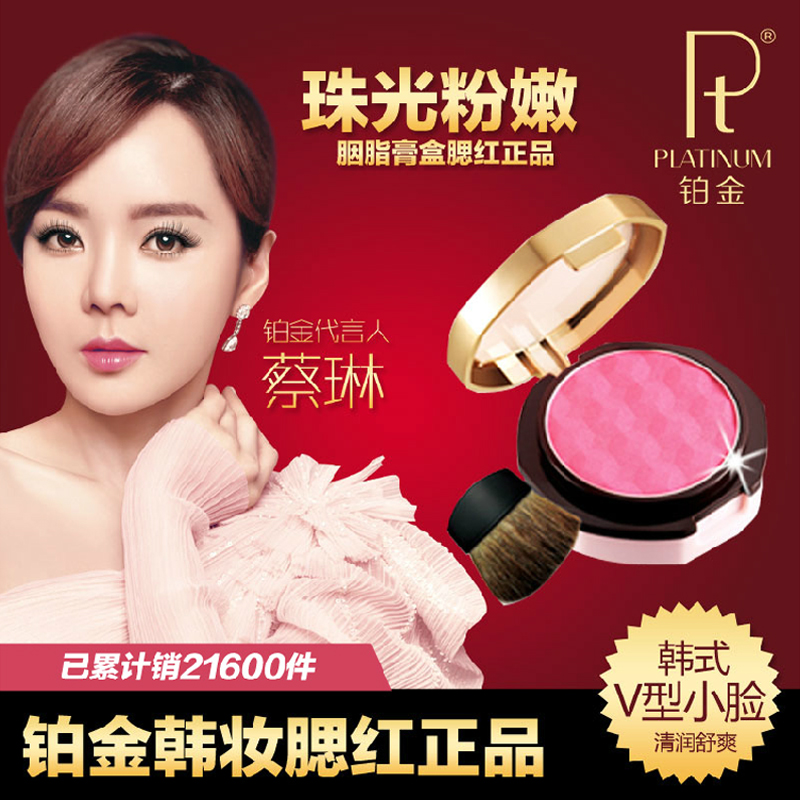 珠光粉嫩
胭脂膏盒腮红正品
Pt®
PLATINUM
铂金
铂金代言人
蔡琳
已累计销21600件
铂金韩妆腮红正品
韩式
V型小脸
清润舒爽